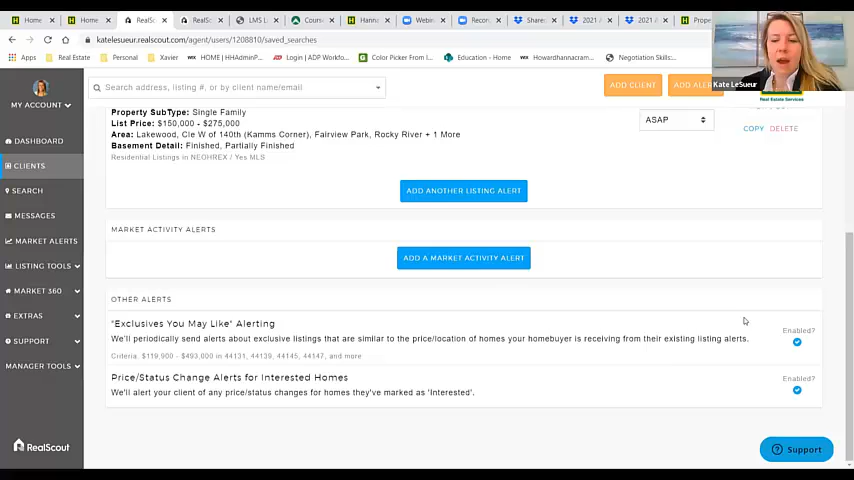 Home
Home
RealSc
RealSc
LMS Li
Cours
Hanna
Webin
Recor
Share
2021 /
2021 /
Prope
katelesueur.realscout.com/agent/users/1208810/saved_searches
Apps
Real Estate
Personal
Xavier
HOME | HHAdminP...
Login | ADP Workfo...
Color Picker From I...
Education - Home
Howardhannacram...
Negotiation Skills:...
Kate LeSueur
Real Estate Services
MY ACCOUNT
DASHBOARD
CLIENTS
SEARCH
MESSAGES
MARKET ALERTS
LISTING TOOLS
MARKET 360
EXTRAS
SUPPORT
MANAGER TOOLS
RealScout
Search address, listing #, or by client name/email
ADD CLIENT
ADD ALE
Property SubType: Single Family
List Price: $150,000 - $275,000
Area: Lakewood, Cle W of 140th (Kamms Corner), Fairview Park, Rocky River + 1 More
Basement Detail: Finished, Partially Finished
Residential Listings in NEOHREX / Yes MLS
ASAP
COPY DELETE
ADD ANOTHER LISTING ALERT
MARKET ACTIVITY ALERTS
ADD A MARKET ACTIVITY ALERT
OTHER ALERTS
"Exclusives You May Like" Alerting
We'll periodically send alerts about exclusive listings that are similar to the price/location of homes your homebuyer is receiving from their existing listing alerts.
Criteria: $119,900 - $493,000 in 44131, 44139, 44145, 44147, and more
Enabled?
Price/Status Change Alerts for Interested Homes
We'll alert your client of any price/status changes for homes they've marked as 'Interested'.
Enabled?
Support